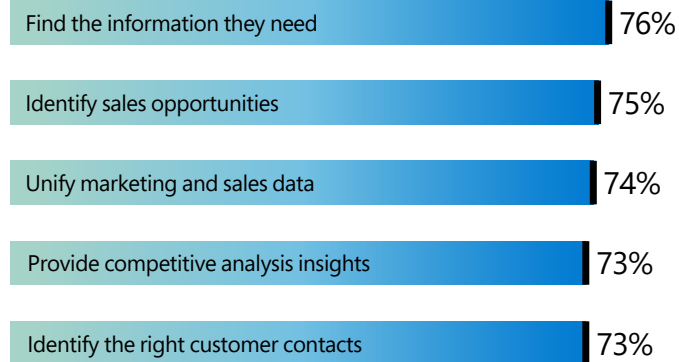 Find the information they need 76%
Identify sales opportunities 75%
Unify marketing and sales data 74%
Provide competitive analysis insights 73%
Identify the right customer contacts 73%